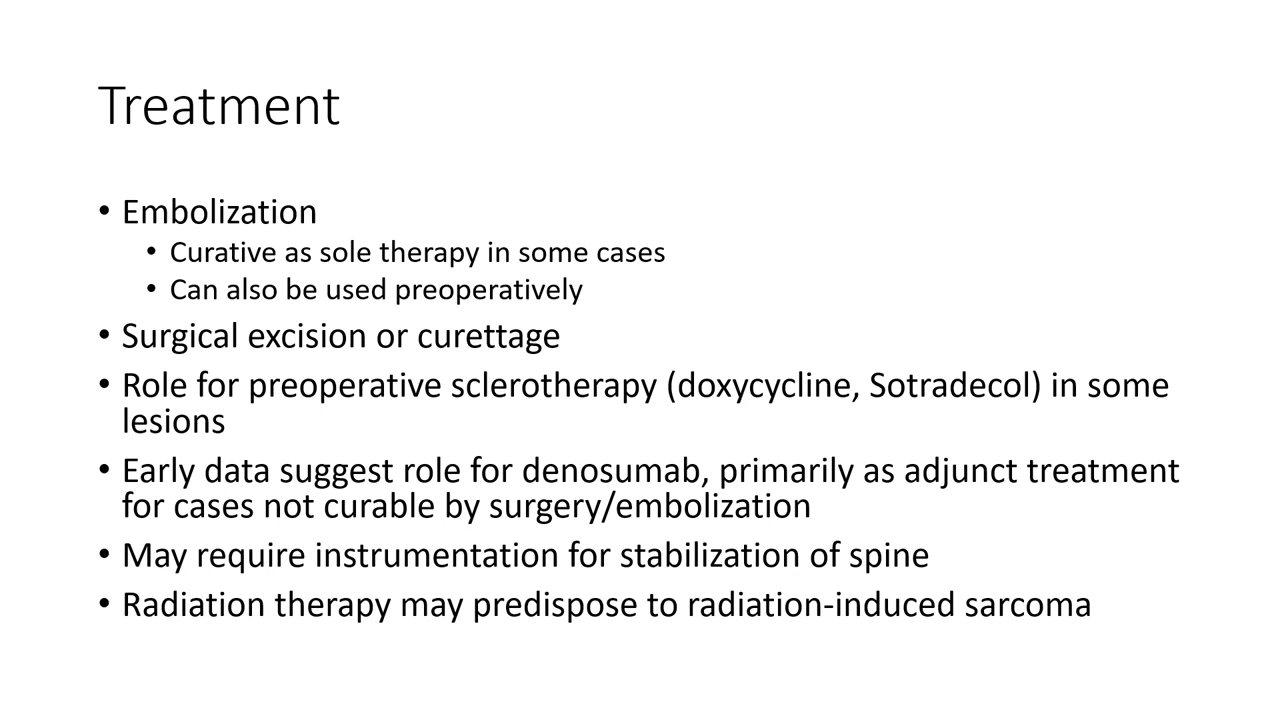 Treatment
• Embolization
• Curative as sole therapy in some cases
• Can also be used preoperatively
• Surgical excision or curettage
• Role for preoperative sclerotherapy (doxycycline, Sotradecol) in some
lesions
• Early data suggest role for denosumab, primarily as adjunct treatment
for cases not curable by surgery/embolization
• May require instrumentation for stabilization of spine
• Radiation therapy may predispose to radiation-induced sarcoma